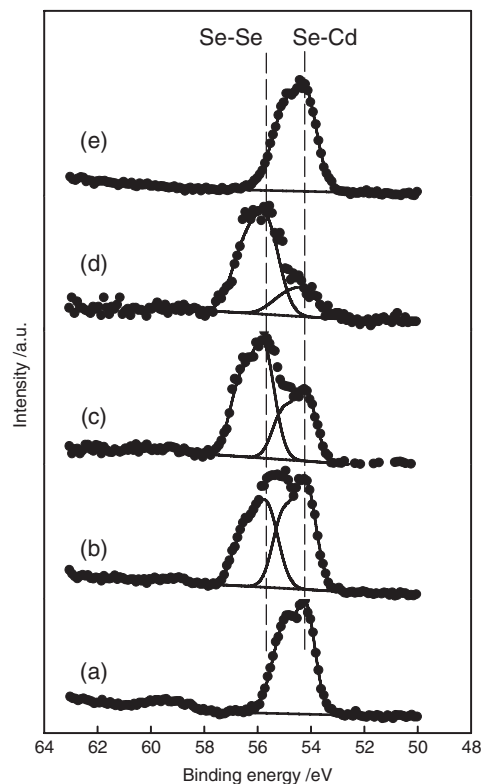 Se-Se Se-Cd
(e)
(d)
(c)
(b)
(a)
Intensity /a.u.
64 62 60 58 56 54 52 50 48
Binding energy /eV